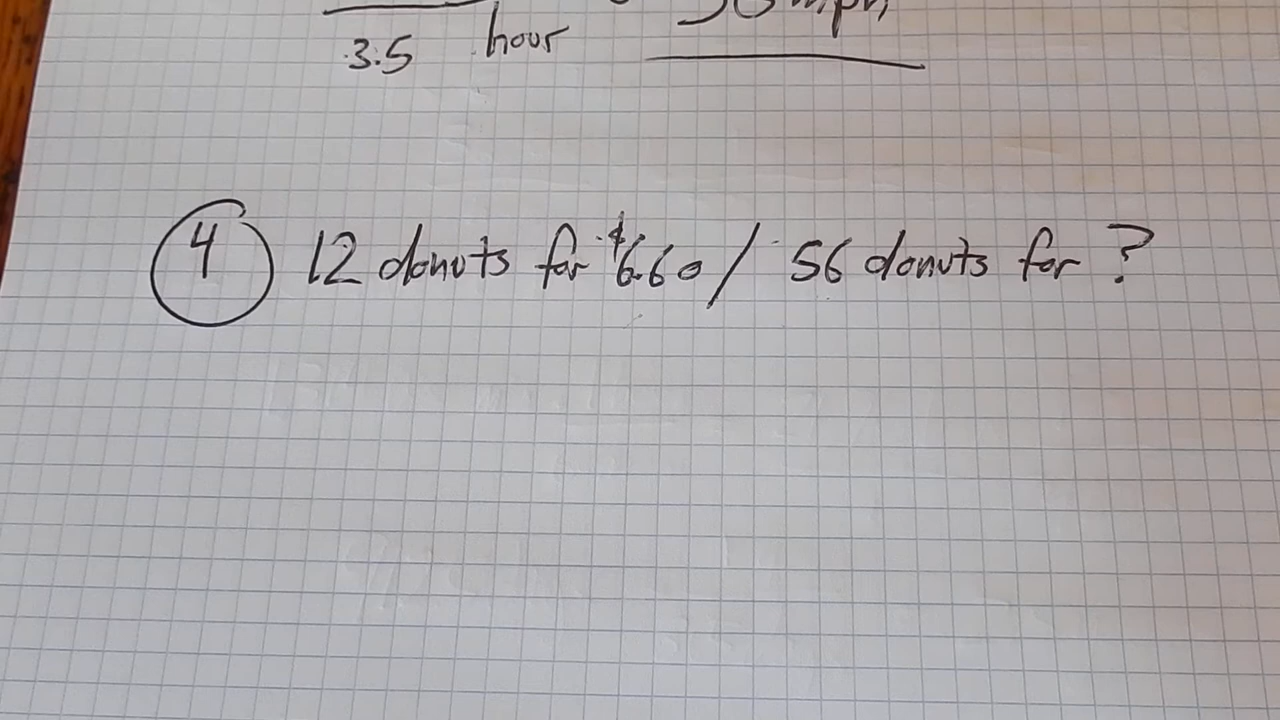 3.5 hour
④ 12 donuts for $6.60 / 56 donuts for ?